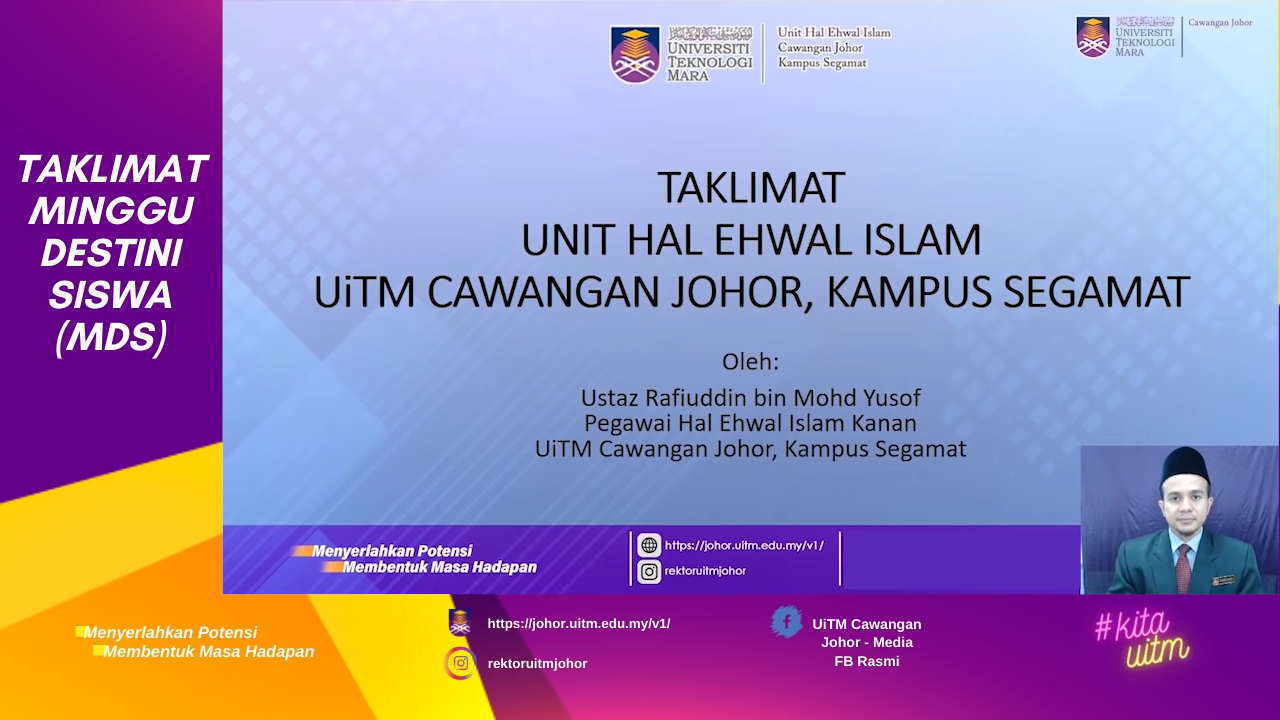 TAKLIMAT
MINGGU
DESTINI
SISWA
(MDS)
UNIVERSITI
TEKNOLOGI
MARA
Unit Hal Ehwal Islam
Cawangan Johor
Kampus Segamat
UNIVERSITI
TEKNOLOGI
MARA
Cawangan Johor
TAKLIMAT
UNIT HAL EHWAL ISLAM
UiTM CAWANGAN JOHOR, KAMPUS SEGAMAT
Oleh:
Ustaz Rafiuddin bin Mohd Yusof
Pegawai Hal Ehwal Islam Kanan
UiTM Cawangan Johor, Kampus Segamat
Menyerlahkan Potensi
Membentuk Masa Hadapan
https://johor.uitm.edu.my/v1/
rektoruitmjohor
Menyerlahkan Potensi
Membentuk Masa Hadapan
https://johor.uitm.edu.my/v1/
rektoruitmjohor
UiTM Cawangan
Johor - Media
FB Rasmi
#kita
uitm